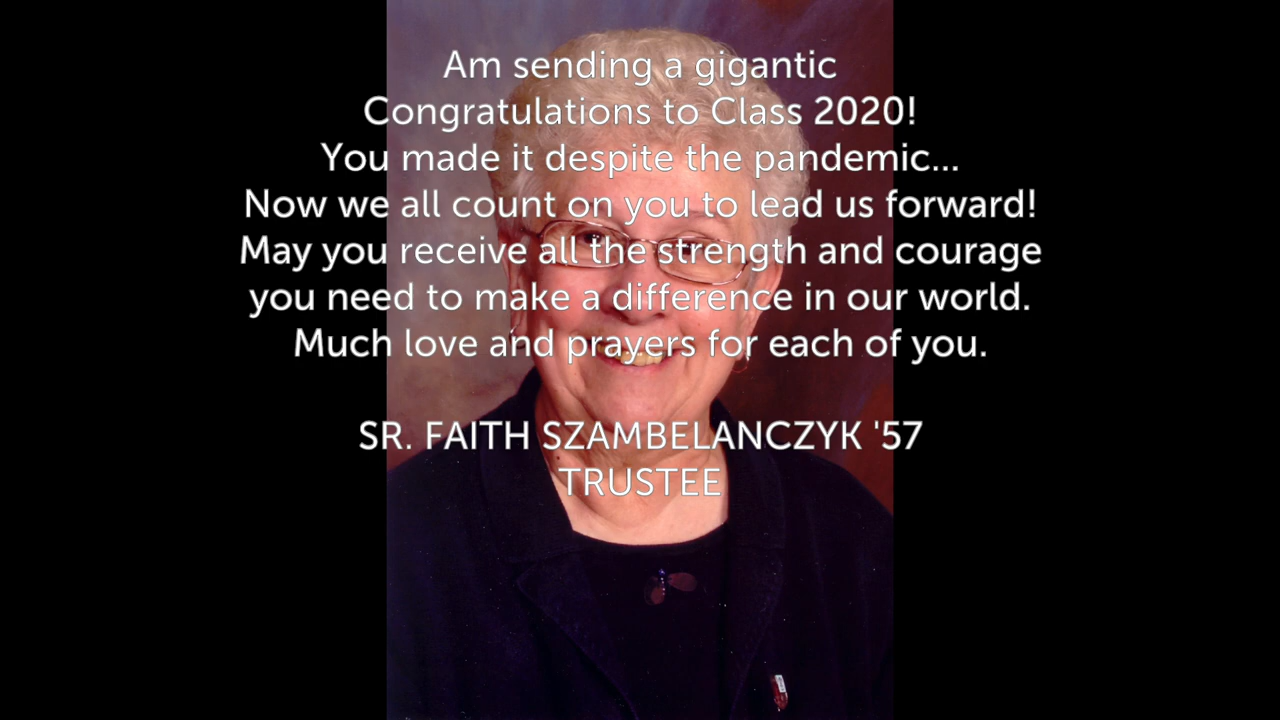 Am sending a gigantic
Congratulations to Class 2020!
You made it despite the pandemic...
Now we all count on you to lead us forward!
May you receive all the strength and courage
you need to make a difference in our world.
Much love and prayers for each of you.
SR. FAITH SZAMBELANCZYK '57
TRUSTEE